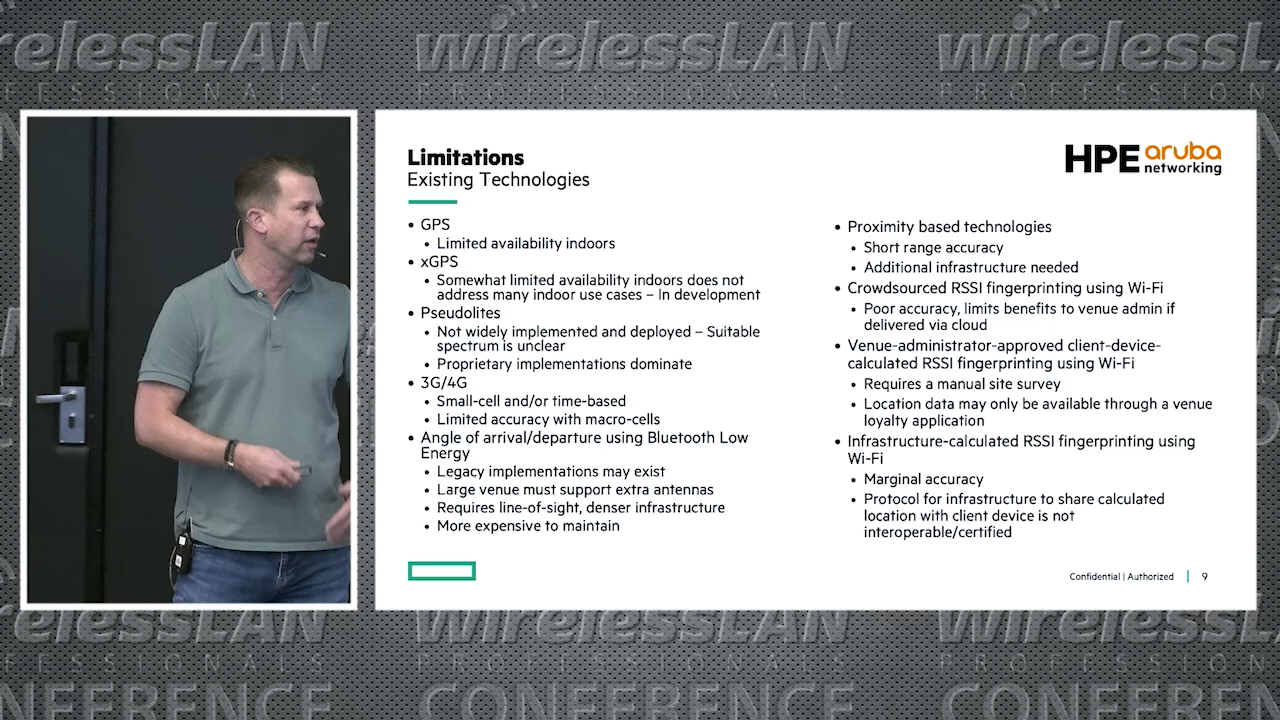 wirelessLAN
PROFESSIONALS
Limitations
Existing Technologies
HPE aruba
networking
• GPS
• Limited availability indoors
• xGPS
• Somewhat limited availability indoors does not
address many indoor use cases – In development
• Pseudolites
• Not widely implemented and deployed – Suitable
spectrum is unclear
• Proprietary implementations dominate
• 3G/4G
• Small-cell and/or time-based
• Limited accuracy with macro-cells
• Angle of arrival/departure using Bluetooth Low
Energy
• Legacy implementations may exist
• Large venue must support extra antennas
• Requires line-of-sight, denser infrastructure
• More expensive to maintain
• Proximity based technologies
• Short range accuracy
• Additional infrastructure needed
• Crowdsourced RSSI fingerprinting using Wi-Fi
• Poor accuracy, limits benefits to venue admin if
delivered via cloud
• Venue-administrator-approved client-device-
calculated RSSI fingerprinting using Wi-Fi
• Requires a manual site survey
• Location data may only be available through a venue
loyalty application
• Infrastructure-calculated RSSI fingerprinting using
Wi-Fi
• Marginal accuracy
• Protocol for infrastructure to share calculated
location with client device is not
interoperable/certified
Confidential | Authorized | 9
wirelessLAN
PROFESSIONALS
CONFERENCE